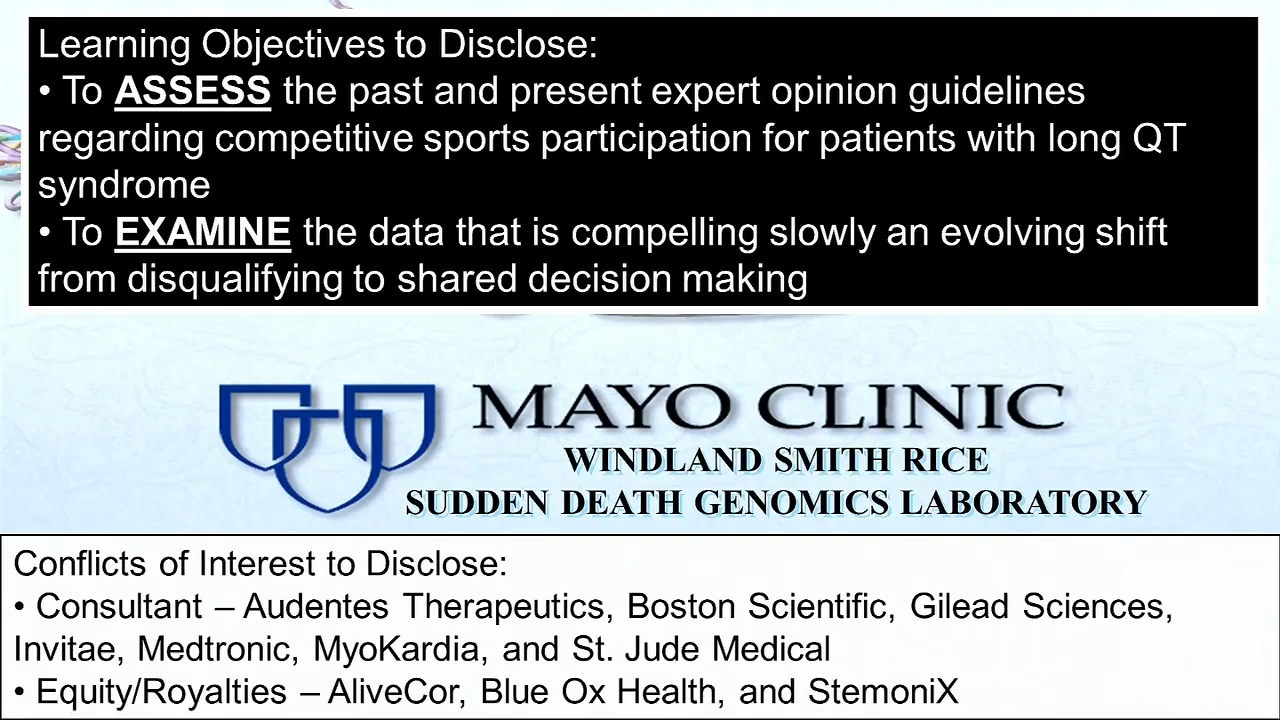 Learning Objectives to Disclose:
• To ASSESS the past and present expert opinion guidelines
regarding competitive sports participation for patients with long QT
syndrome
• To EXAMINE the data that is compelling slowly an evolving shift
from disqualifying to shared decision making
MAYO CLINIC
WINDLAND SMITH RICE
SUDDEN DEATH GENOMICS LABORATORY
Conflicts of Interest to Disclose:
• Consultant – Audentes Therapeutics, Boston Scientific, Gilead Sciences,
Invitae, Medtronic, MyoKardia, and St. Jude Medical
• Equity/Royalties – AliveCor, Blue Ox Health, and StemoniX